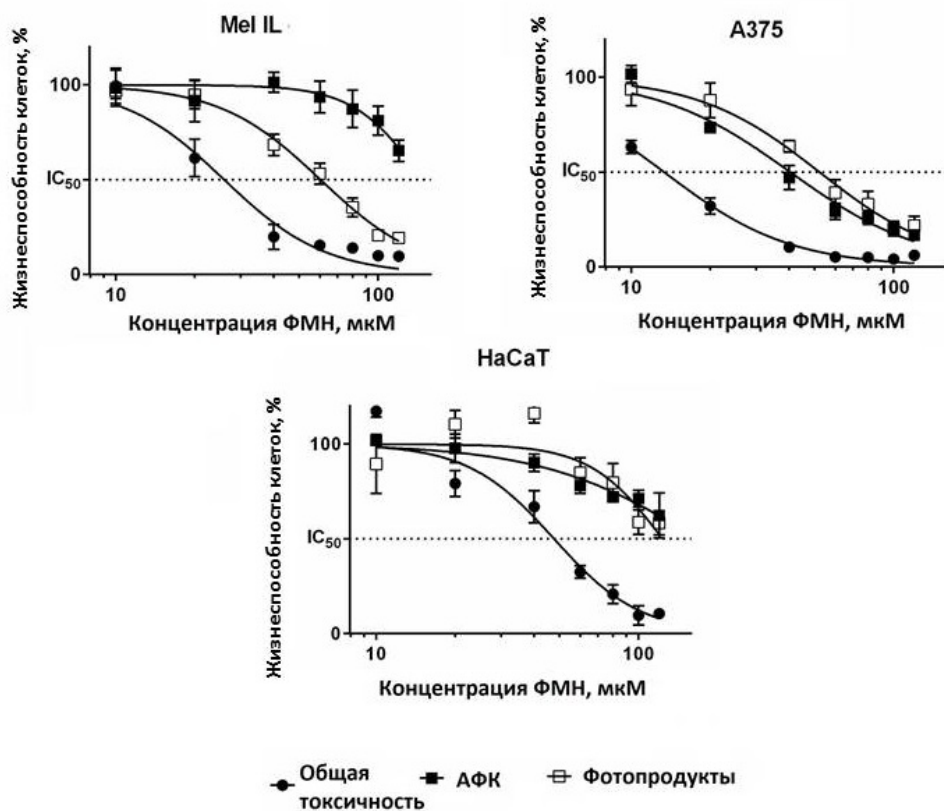 Mel IL
Жизнеспособность клеток, %
100
IC50
0
10
100
Концентрация ФМН, мкМ
A375
Жизнеспособность клеток, %
100
IC50
0
10
100
Концентрация ФМН, мкМ
HaCaT
Жизнеспособность клеток, %
100
IC50
0
10
100
Концентрация ФМН, мкМ
Общая
токсичность
АФК
Фотопродукты